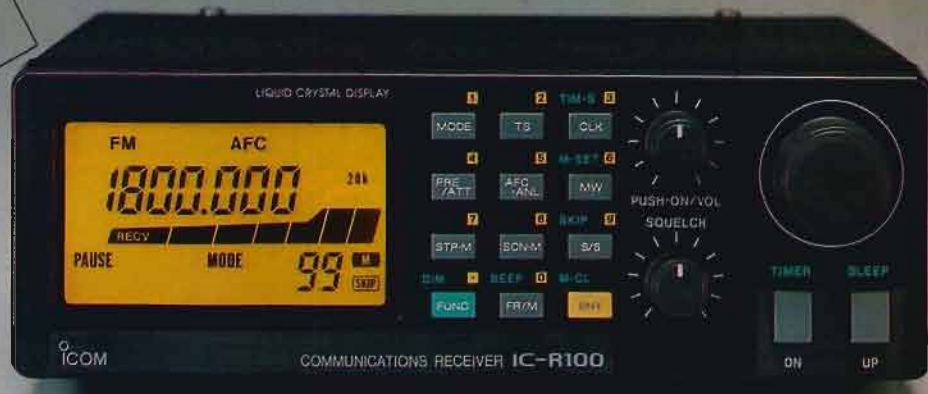 LIQUID CRYSTAL DISPLAY
FM AFC
1800.000 20k
RECV
PAUSE MODE 99 M
SKIP
1 2 TIM-S 3
MODE TS CLK
4 5 M-SET 6
PRE/ATT AFC·ANL MW
7 8 SKIP 9
STP-M SCN-M S/S
DIM · BEEP 0 M-CL
FUNC FR/M ENT
PUSH-ON/VOL
SQUELCH
TIMER SLEEP
ON UP
ICOM COMMUNICATIONS RECEIVER IC-R100